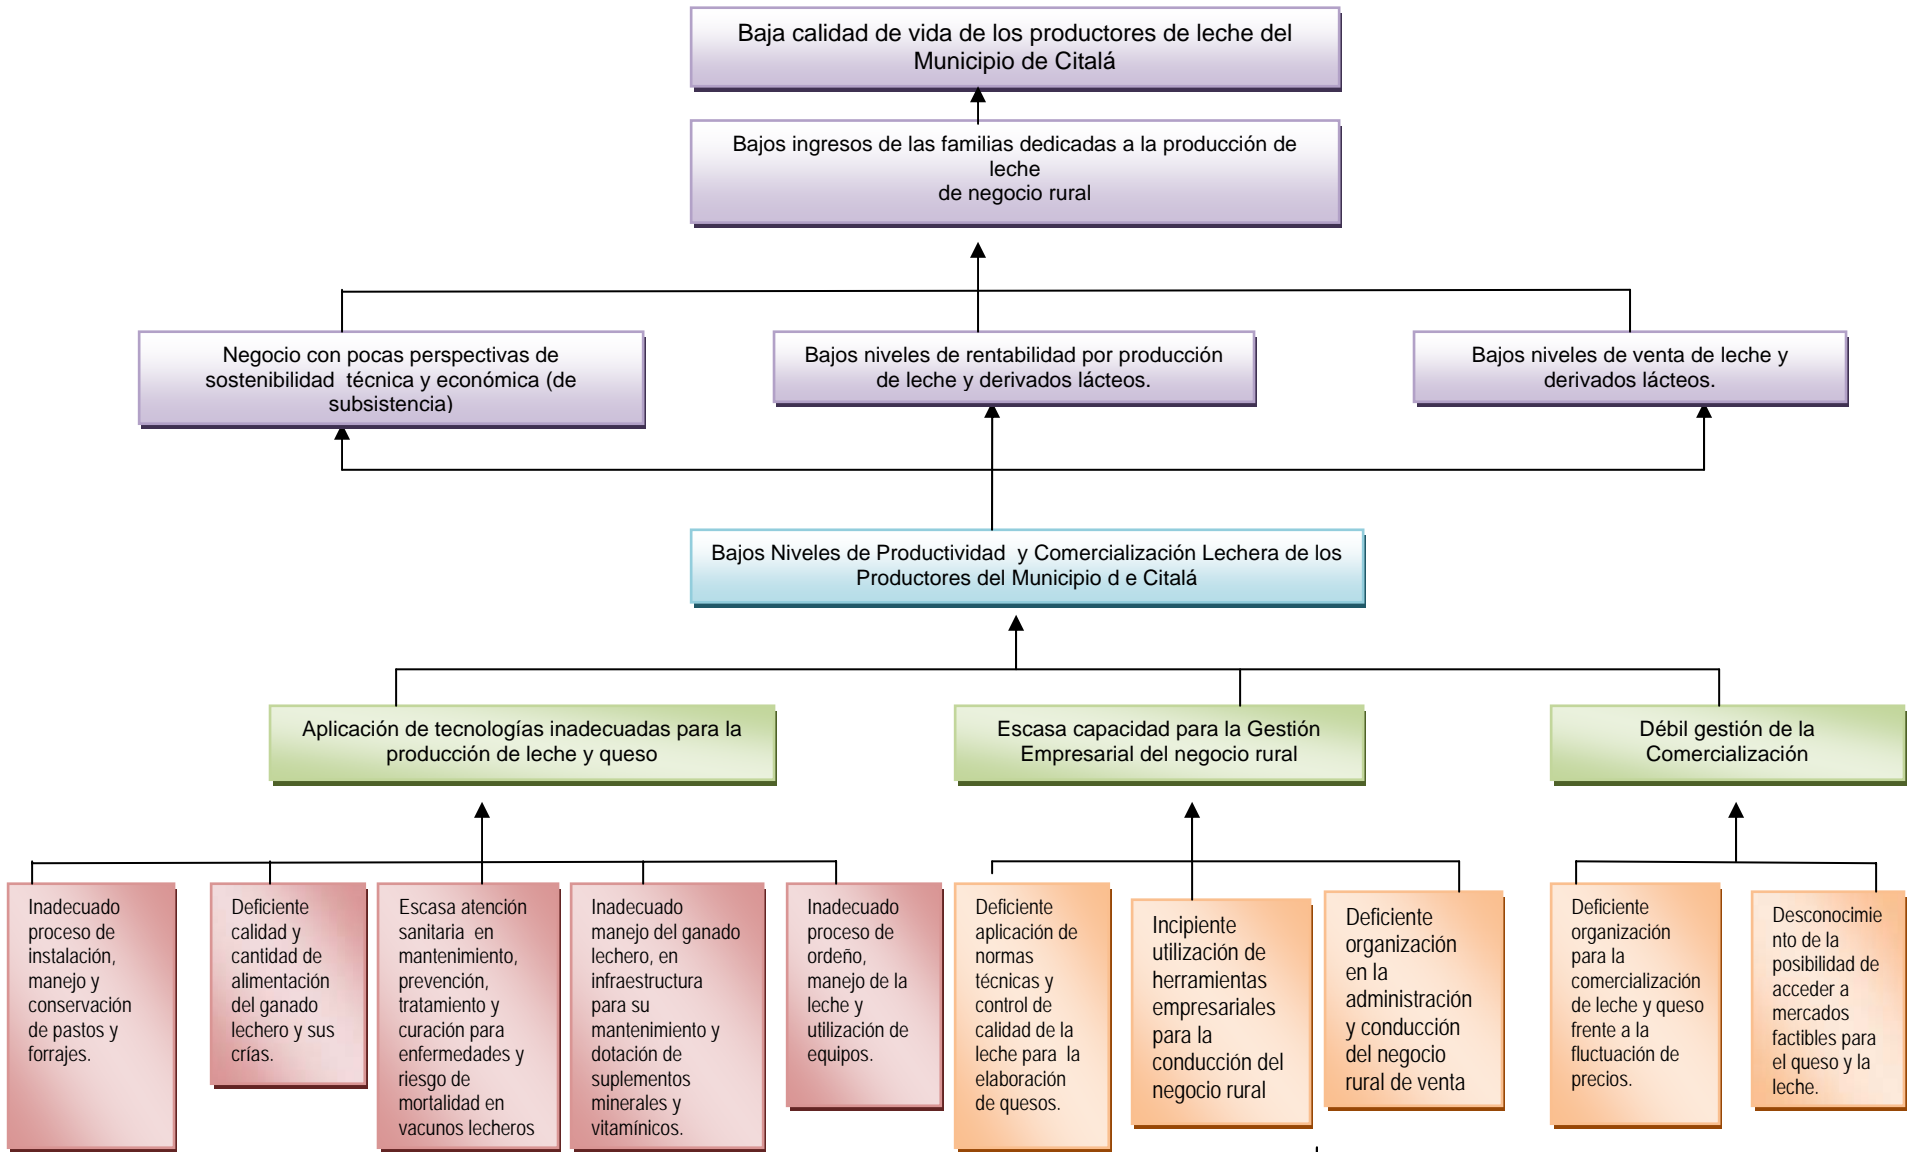 Baja calidad de vida de los productores de leche del
Municipio de Citalá
Bajos ingresos de las familias dedicadas a la producción de
leche
de negocio rural
Negocio con pocas perspectivas de
sostenibilidad técnica y económica (de
subsistencia)
Bajos niveles de rentabilidad por producción
de leche y derivados lácteos.
Bajos niveles de venta de leche y
derivados lácteos.
Bajos Niveles de Productividad y Comercialización Lechera de los
Productores del Municipio d e Citalá
Aplicación de tecnologías inadecuadas para la
producción de leche y queso
Escasa capacidad para la Gestión
Empresarial del negocio rural
Débil gestión de la
Comercialización
Inadecuado
proceso de
instalación,
manejo y
conservación
de pastos y
forrajes.
Deficiente
calidad y
cantidad de
alimentación
del ganado
lechero y sus
crías.
Escasa atención
sanitaria en
mantenimiento,
prevención,
tratamiento y
curación para
enfermedades y
riesgo de
mortalidad en
vacunos lecheros
Inadecuado
manejo del ganado
lechero, en
infraestructura
para su
mantenimiento y
dotación de
suplementos
minerales y
vitamínicos.
Inadecuado
proceso de
ordeño,
manejo de la
leche y
utilización de
equipos.
Deficiente
aplicación de
normas
técnicas y
control de
calidad de la
leche para la
elaboración
de quesos.
Incipiente
utilización de
herramientas
empresariales
para la
conducción del
negocio rural
Deficiente
organización
en la
administración
y conducción
del negocio
rural de venta
Deficiente
organización
para la
comercialización
de leche y queso
frente a la
fluctuación de
precios.
Desconocimie
nto de la
posibilidad de
acceder a
mercados
factibles para
el queso y la
leche.